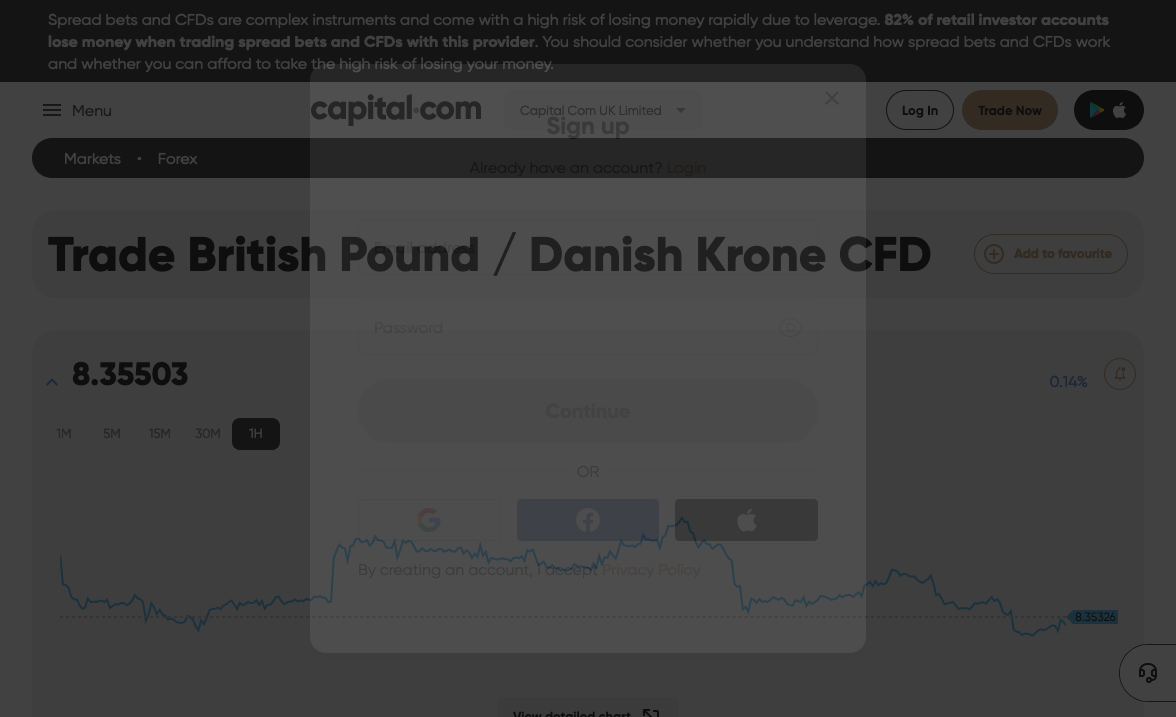 Spread bets and CFDs are complex instruments and come with a high risk of losing money rapidly due to leverage. 82% of retail investor accounts
lose money when trading spread bets and CFDs with this provider. You should consider whether you understand how spread bets and CFDs work
and whether you can afford to take the high risk of losing your money.
Menu
capital.com
Capital Com UK Limited
Log In
Trade Now
Sign up
Markets • Forex
Already have an account? Login
Trade British Pound / Danish Krone CFD
Add to favourite
Password
8.35503
0.14%
Continue
1M 5M 15M 30M 1H
OR
By creating an account, I accept Privacy Policy
8.35326
View detailed chart